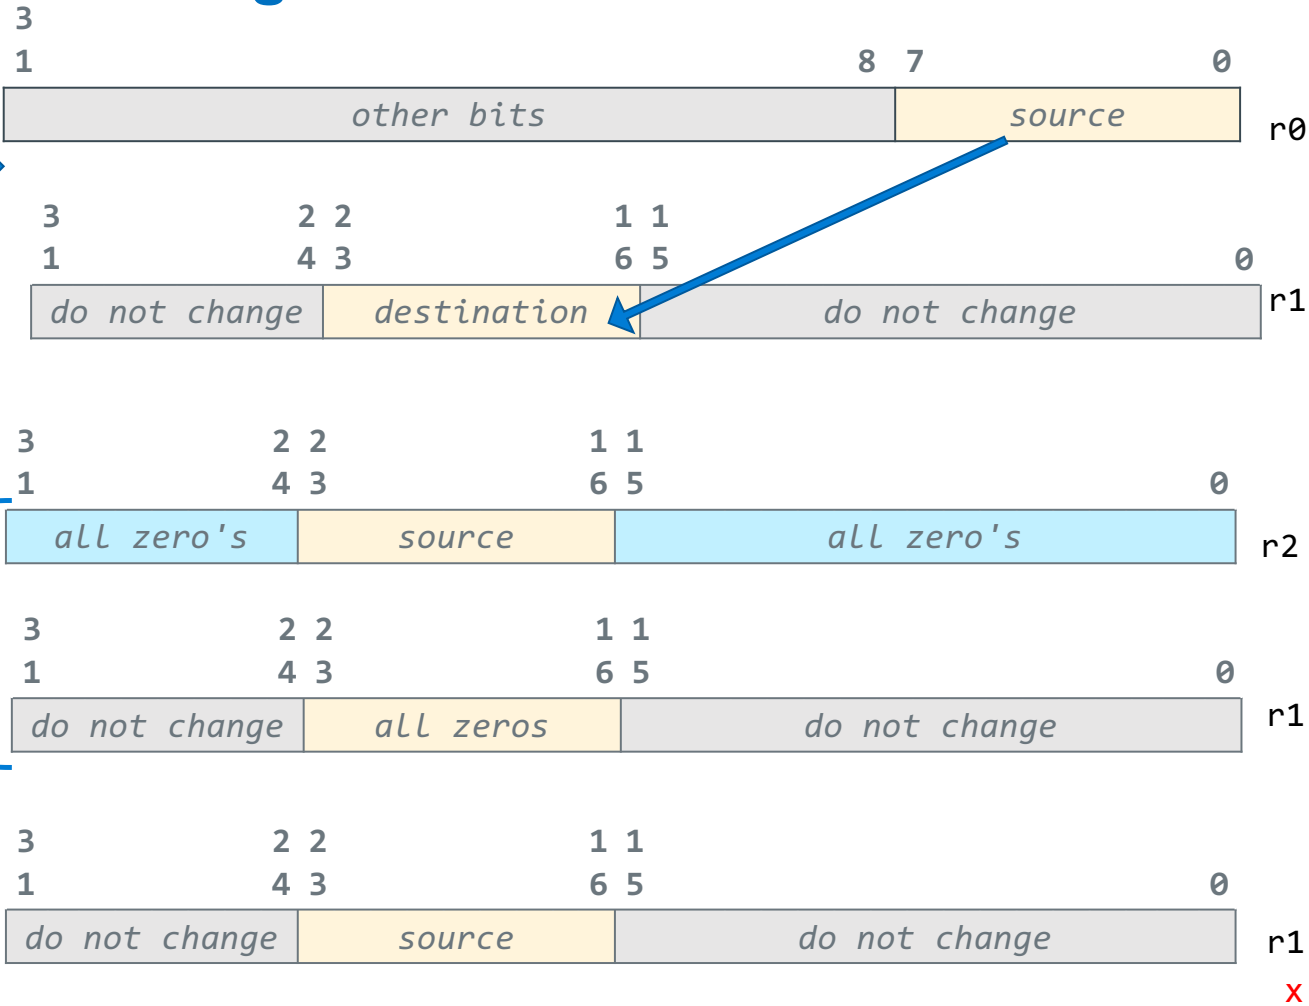 3
1 8 7 0
other bits source r0
3 2 2 1 1
1 4 3 6 5 0
do not change destination do not change r1
3 2 2 1 1
1 4 3 6 5 0
all zero's source all zero's r2
3 2 2 1 1
1 4 3 6 5 0
do not change all zeros do not change r1
3 2 2 1 1
1 4 3 6 5 0
do not change source do not change r1
x